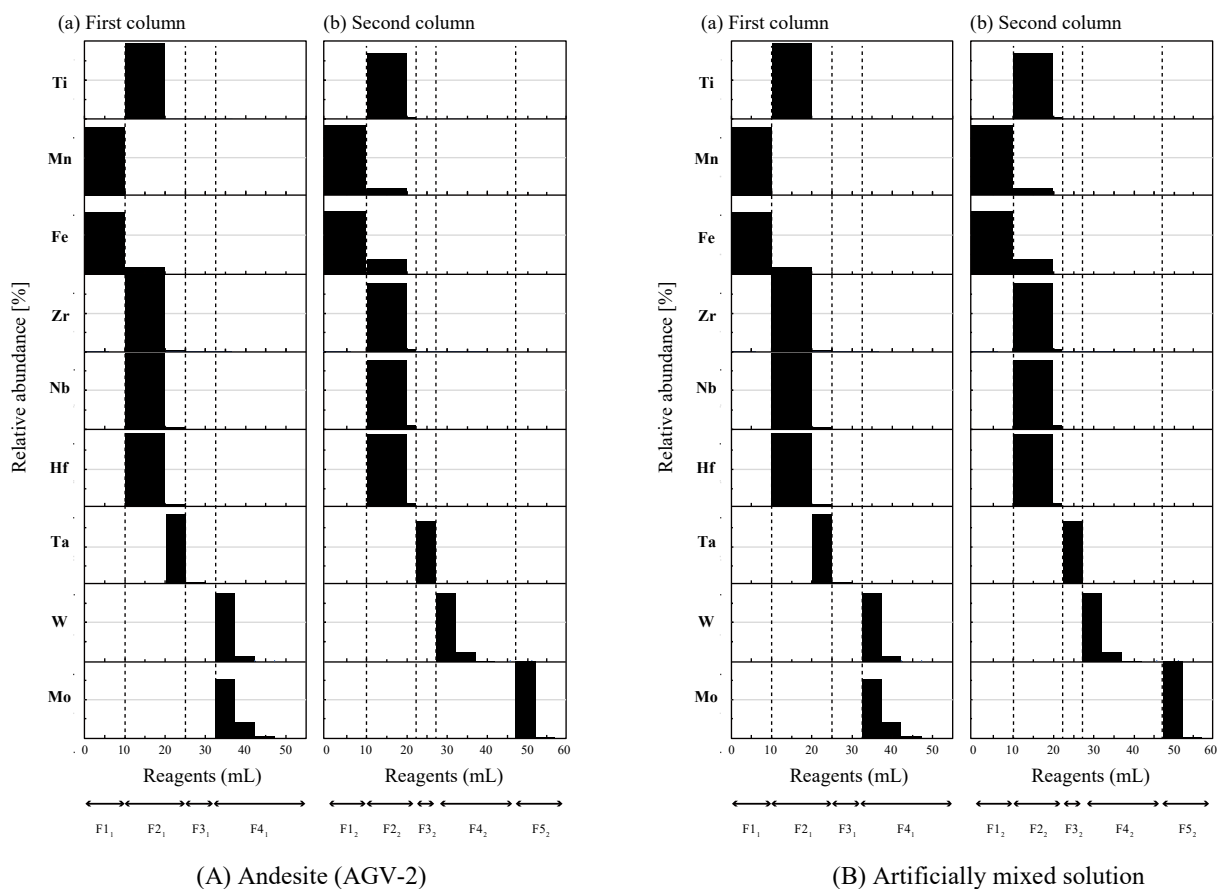 (a) First column (b) Second column (a) First column (b) Second column
Ti Ti
Mn Mn
Fe Fe
Zr Zr
Nb Nb
Hf Hf
Ta Ta
W W
Mo Mo
Relative abundance [%] Relative abundance [%]
0 10 20 30 40 50 0 10 20 30 40 50 60 0 10 20 30 40 50 0 10 20 30 40 50 60
Reagents (mL) Reagents (mL) Reagents (mL) Reagents (mL)
F1₁ F2₁ F3₁ F4₁ F1₂ F2₂ F3₂ F4₂ F5₂ F1₁ F2₁ F3₁ F4₁ F1₂ F2₂ F3₂ F4₂ F5₂
(A) Andesite (AGV-2) (B) Artificially mixed solution